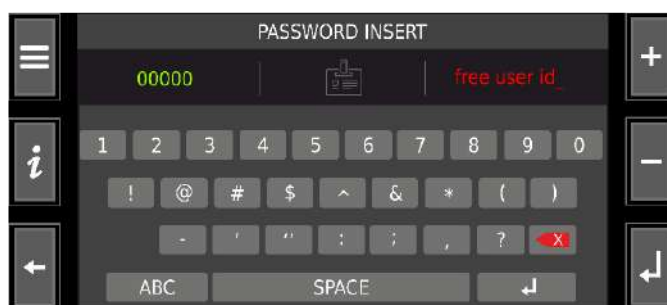 PASSWORD INSERT
00000 free user id_
1 2 3 4 5 6 7 8 9 0
! @ # $ ^ & * ( )
- ' " : ; , ? X
ABC SPACE
+
i
-